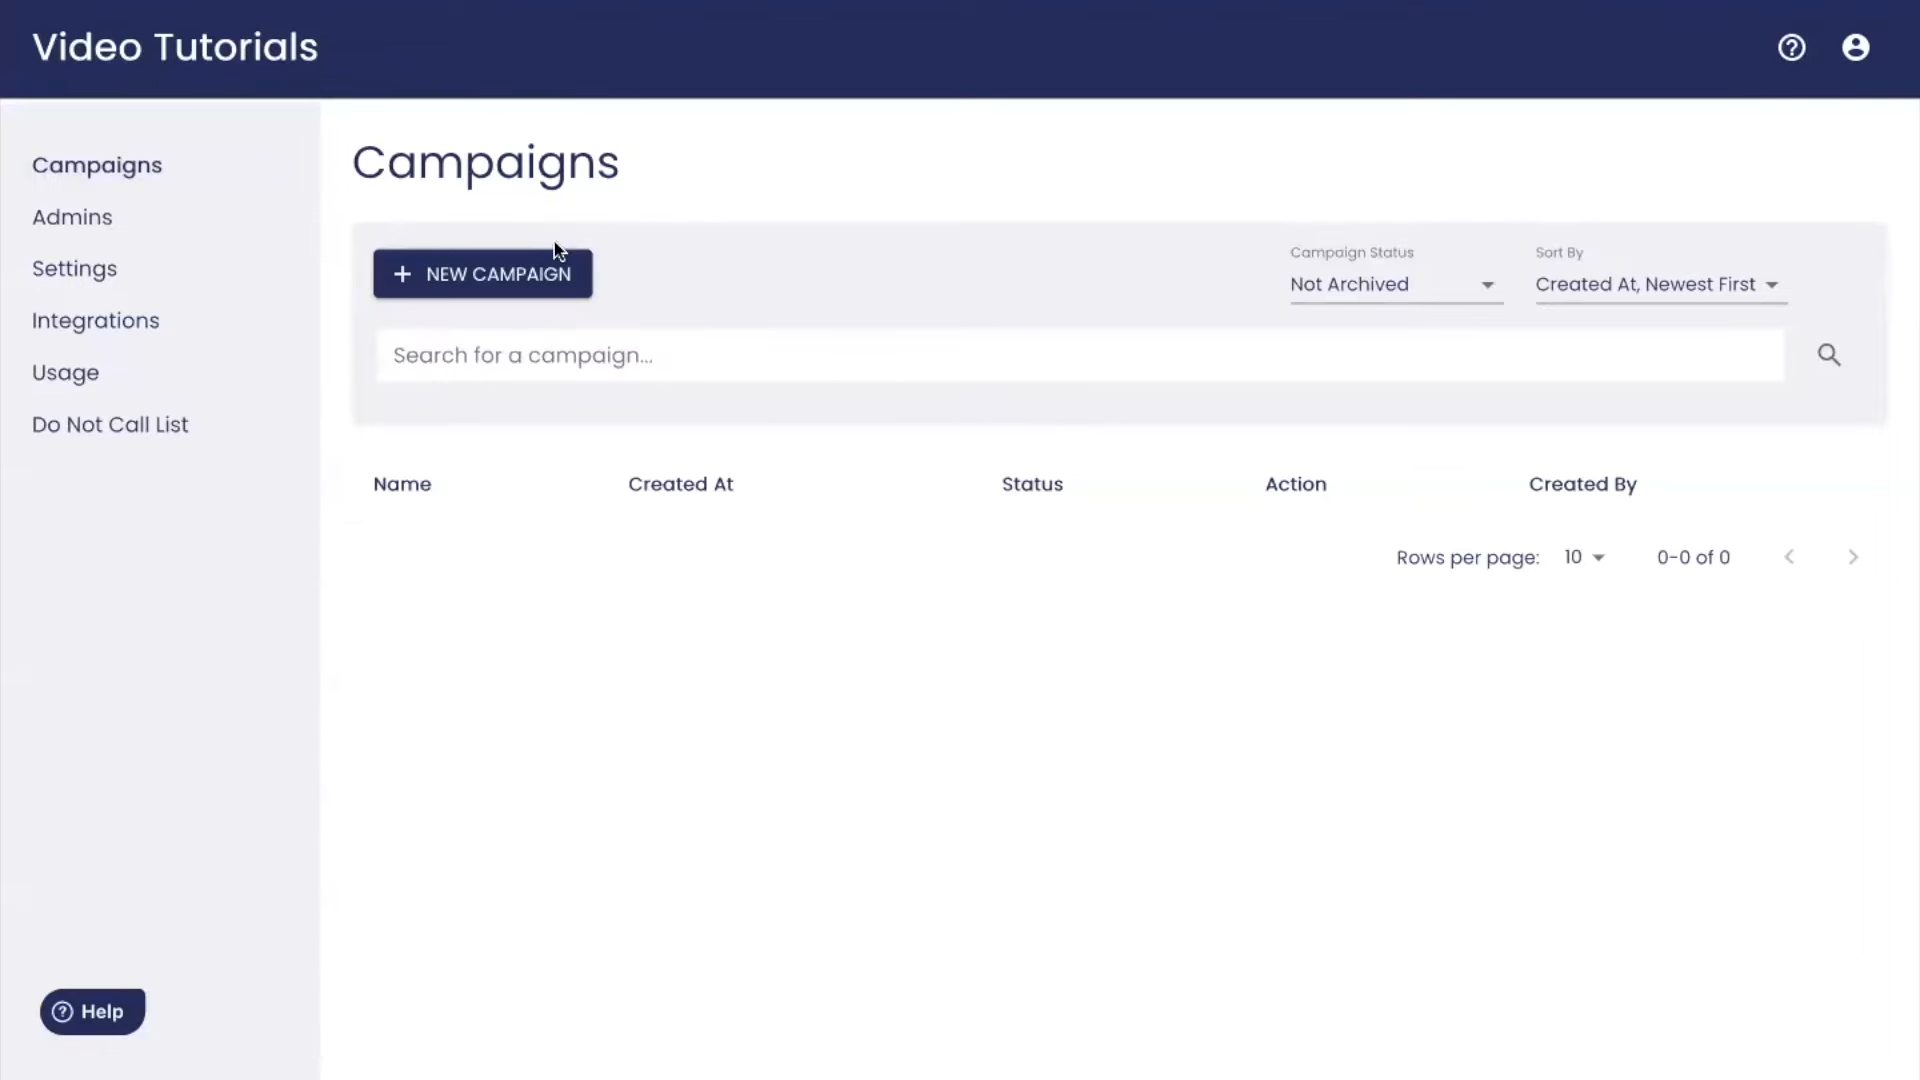 Video Tutorials
Campaigns
Admins
Settings
Integrations
Usage
Do Not Call List
Help
Campaigns
NEW CAMPAIGN
Campaign Status
Not Archived
Sort By
Created At, Newest First
Search for a campaign...
Name Created At Status Action Created By
Rows per page: 10 0-0 of 0